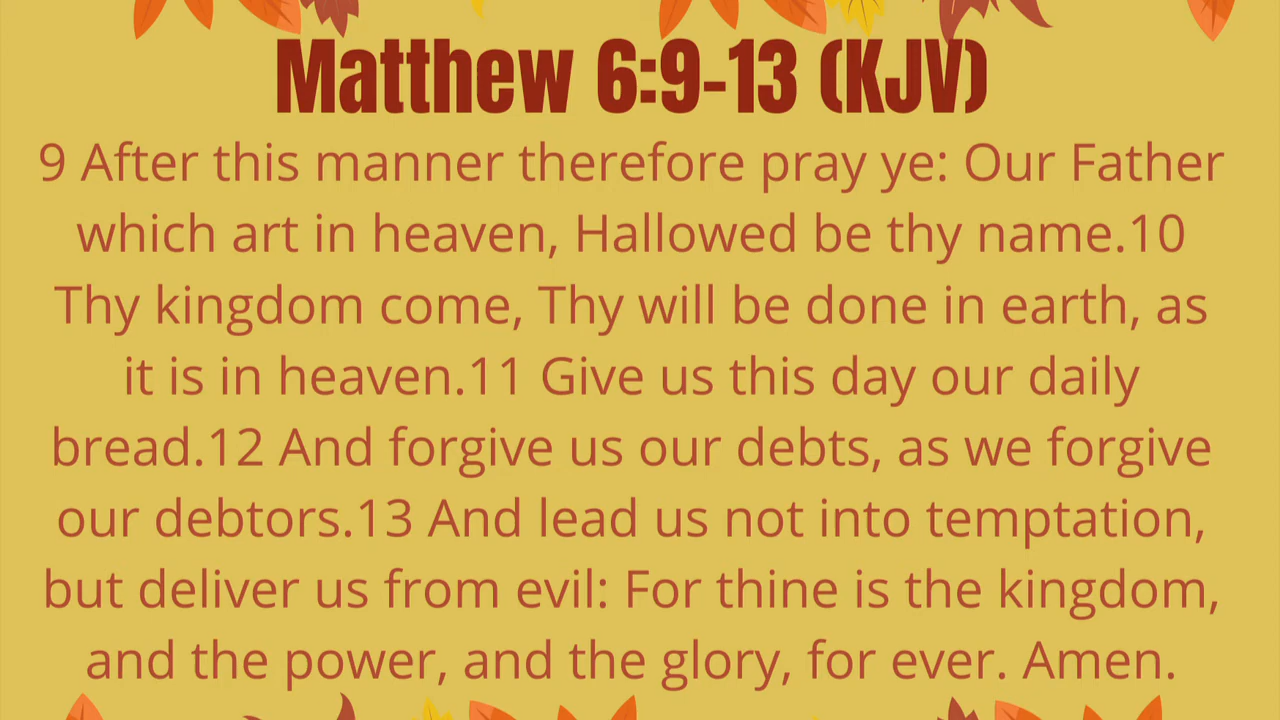 Matthew 6:9-13 (KJV)
9 After this manner therefore pray ye: Our Father
which art in heaven, Hallowed be thy name.10
Thy kingdom come, Thy will be done in earth, as
it is in heaven.11 Give us this day our daily
bread.12 And forgive us our debts, as we forgive
our debtors.13 And lead us not into temptation,
but deliver us from evil: For thine is the kingdom,
and the power, and the glory, for ever. Amen.